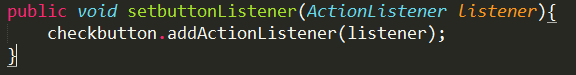 public void setbuttonListener(ActionListener listener){
    checkbutton.addActionListener(listener);
}